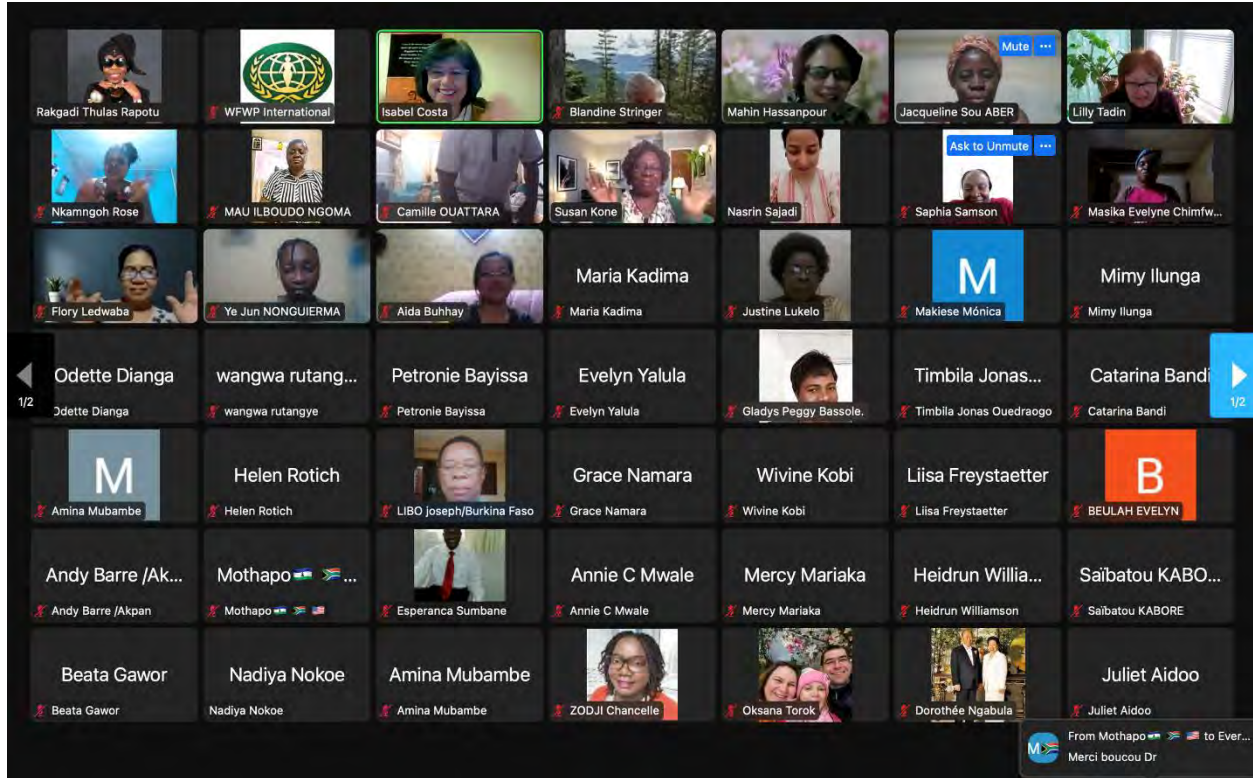 Rakgadi Thulas Rapotu
WFWP International
Isabel Costa
Blandine Stringer
Mahin Hassanpour
Mute ...
Jacqueline Sou ABER
Lilly Tadin
Nkamngoh Rose
MAU ILBOUDO NGOMA
Camille OUATTARA
Susan Kone
Nasrin Sajadi
Ask to Unmute ...
Saphia Samson
Masika Evelyne Chimfw...
Flory Ledwaba
Ye Jun NONGUIERMA
Aida Buhhay
Maria Kadima
Maria Kadima
Justine Lukelo
M
Makiese Mónica
Mimy Ilunga
Mimy Ilunga
1/2
Odette Dianga
Odette Dianga
wangwa rutang...
wangwa rutangye
Petronie Bayissa
Petronie Bayissa
Evelyn Yalula
Evelyn Yalula
Gladys Peggy Bassole.
Timbila Jonas...
Timbila Jonas Ouedraogo
Catarina Bandi
Catarina Bandi
1/2
M
Amina Mubambe
Helen Rotich
Helen Rotich
LIBO joseph/Burkina Faso
Grace Namara
Grace Namara
Wivine Kobi
Wivine Kobi
Liisa Freystaetter
Liisa Freystaetter
B
BEULAH EVELYN
Andy Barre /Ak...
Andy Barre /Akpan
Mothapo🇱🇸 🇿🇦...
Mothapo🇱🇸 🇿🇦 🇺🇸
Esperanca Sumbane
Annie C Mwale
Annie C Mwale
Mercy Mariaka
Mercy Mariaka
Heidrun Willia...
Heidrun Williamson
Saïbatou KABO...
Saïbatou KABORE
Beata Gawor
Beata Gawor
Nadiya Nokoe
Nadiya Nokoe
Amina Mubambe
Amina Mubambe
ZODJI Chancelle
Oksana Torok
Dorothée Ngabula
Juliet Aidoo
Juliet Aidoo
M🇿🇦
From Mothapo🇱🇸 🇿🇦 🇺🇸 to Ever...
Merci boucou Dr